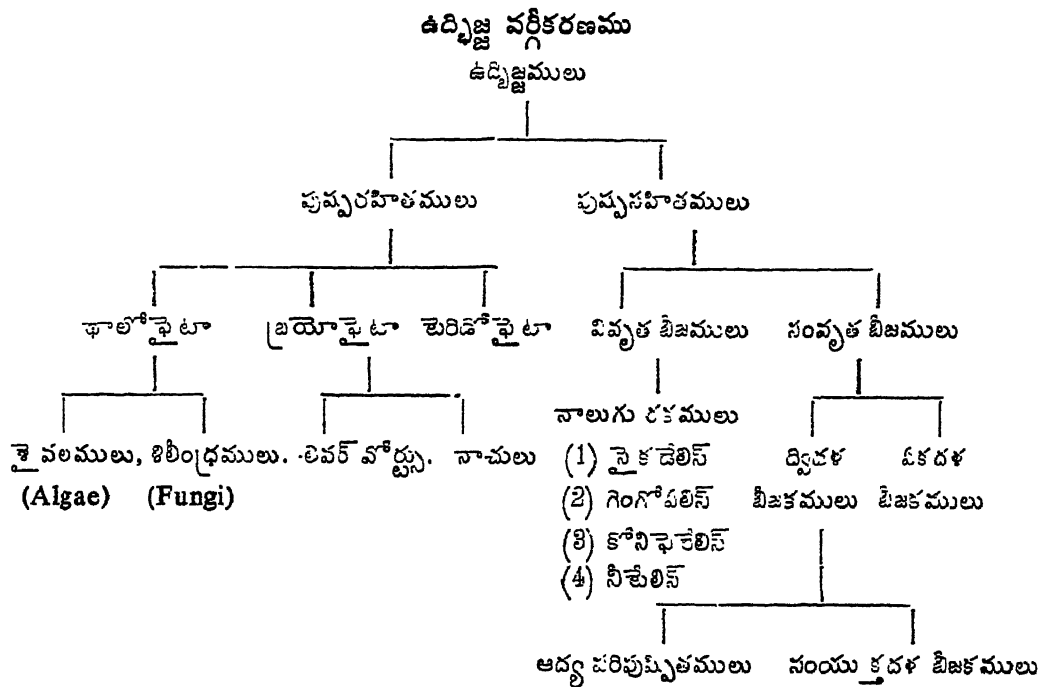 ఉద్భిజ్జ వర్గీకరణము
ఉద్భిజ్జములు
పుష్పరహితములు పుష్పసహితములు
థాలోఫైటా బ్రయోఫైటా టెరిడోఫైటా వివృత బీజములు సంవృత బీజములు
నాలుగు రకములు
శైవలములు, శిలీంధ్రములు. లివర్ వోర్ట్సు. నాచులు (1) సైకడేలిస్ ద్విదళ ఏకదళ
(Algae) (Fungi) (2) గింగోపలిస్ బీజకములు బీజకములు
(3) కోనిఫెరేలిస్
(4) నీటేలిస్
ఆద్య పరిపుష్పితములు సంయుక్తదళ బీజకములు